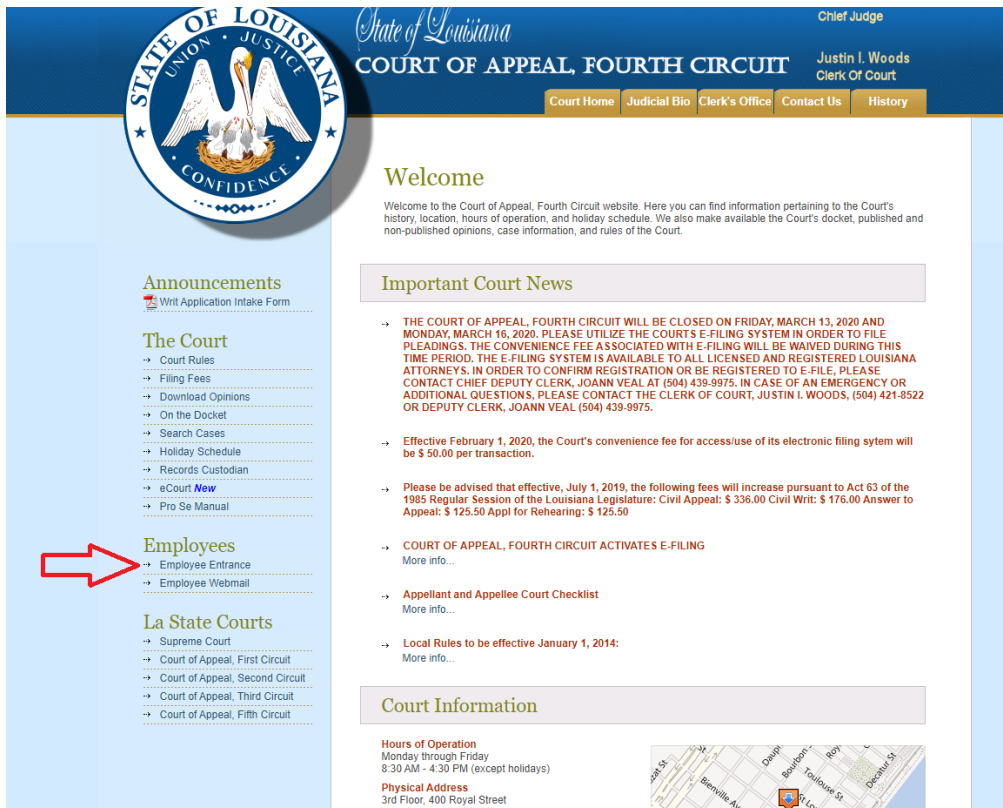 STATE OF LOUISIANA
UNION · JUSTICE
CONFIDENCE
State of Louisiana
COURT OF APPEAL, FOURTH CIRCUIT
Chief Judge
Justin I. Woods
Clerk Of Court
Court Home Judicial Bio Clerk's Office Contact Us History
Announcements
Writ Application Intake Form
The Court
Court Rules
Filing Fees
Download Opinions
On the Docket
Search Cases
Holiday Schedule
Records Custodian
eCourt New
Pro Se Manual
Employees
Employee Entrance
Employee Webmail
La State Courts
Supreme Court
Court of Appeal, First Circuit
Court of Appeal, Second Circuit
Court of Appeal, Third Circuit
Court of Appeal, Fifth Circuit
Welcome
Welcome to the Court of Appeal, Fourth Circuit website. Here you can find information pertaining to the Court's
history, location, hours of operation, and holiday schedule. We also make available the Court's docket, published and
non-published opinions, case information, and rules of the Court.
Important Court News
THE COURT OF APPEAL, FOURTH CIRCUIT WILL BE CLOSED ON FRIDAY, MARCH 13, 2020 AND
MONDAY, MARCH 16, 2020. PLEASE UTILIZE THE COURTS E-FILING SYSTEM IN ORDER TO FILE
PLEADINGS. THE CONVENIENCE FEE ASSOCIATED WITH E-FILING WILL BE WAIVED DURING THIS
TIME PERIOD. THE E-FILING SYSTEM IS AVAILABLE TO ALL LICENSED AND REGISTERED LOUISIANA
ATTORNEYS. IN ORDER TO CONFIRM REGISTRATION OR BE REGISTERED TO E-FILE, PLEASE
CONTACT CHIEF DEPUTY CLERK, JOANN VEAL AT (504) 439-9975. IN CASE OF AN EMERGENCY OR
ADDITIONAL QUESTIONS, PLEASE CONTACT THE CLERK OF COURT, JUSTIN I. WOODS, (504) 421-8522
OR DEPUTY CLERK, JOANN VEAL (504) 439-9975.
Effective February 1, 2020, the Court's convenience fee for access/use of its electronic filing sytem will
be $ 50.00 per transaction.
Please be advised that effective, July 1, 2019, the following fees will increase pursuant to Act 63 of the
1985 Regular Session of the Louisiana Legislature: Civil Appeal: $ 336.00 Civil Writ: $ 176.00 Answer to
Appeal: $ 125.50 Appl for Rehearing: $ 125.50
COURT OF APPEAL, FOURTH CIRCUIT ACTIVATES E-FILING
More info...
Appellant and Appellee Court Checklist
More info...
Local Rules to be effective January 1, 2014:
More info...
Court Information
Hours of Operation
Monday through Friday
8:30 AM - 4:30 PM (except holidays)
Physical Address
3rd Floor, 400 Royal Street
Bienville
Bourbon
Toulouse St
Decatur St